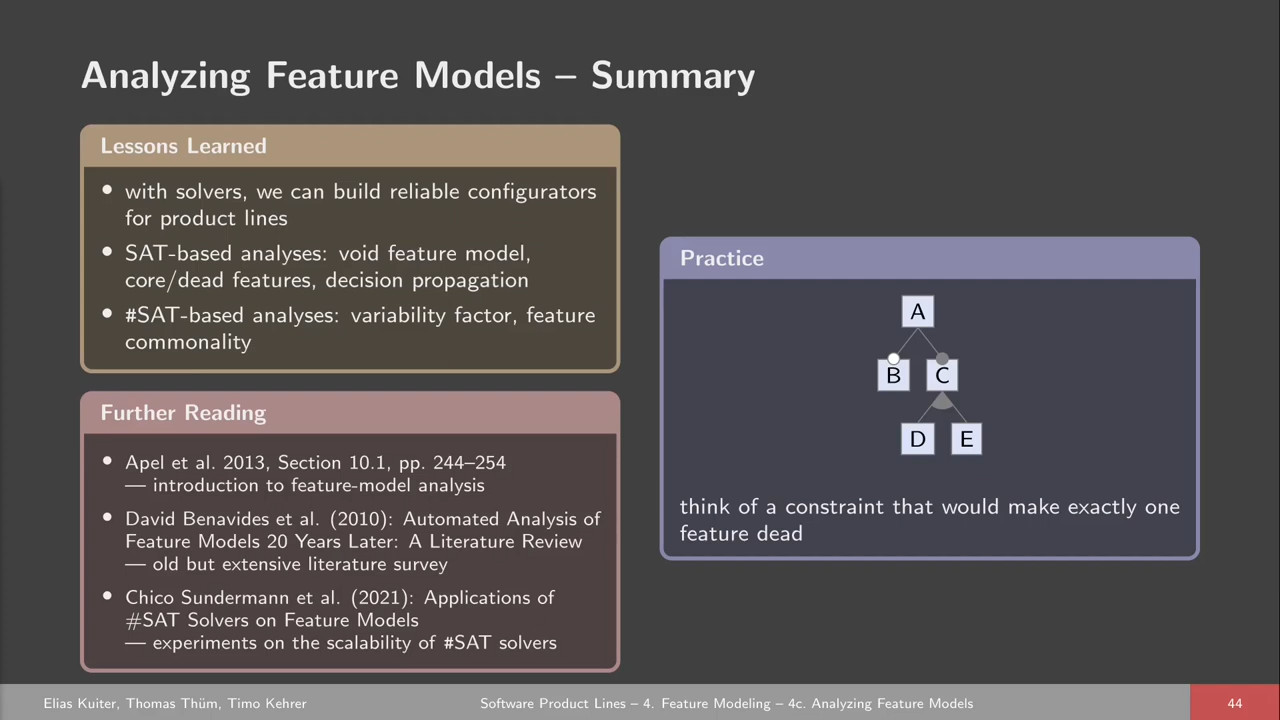 Analyzing Feature Models – Summary
Lessons Learned
• with solvers, we can build reliable configurators
for product lines
• SAT-based analyses: void feature model,
core/dead features, decision propagation
• #SAT-based analyses: variability factor, feature
commonality
Further Reading
• Apel et al. 2013, Section 10.1, pp. 244–254
— introduction to feature-model analysis
• David Benavides et al. (2010): Automated Analysis of
Feature Models 20 Years Later: A Literature Review
— old but extensive literature survey
• Chico Sundermann et al. (2021): Applications of
#SAT Solvers on Feature Models
— experiments on the scalability of #SAT solvers
Practice
A
B C
D E
think of a constraint that would make exactly one
feature dead
Elias Kuiter, Thomas Thüm, Timo Kehrer
Software Product Lines – 4. Feature Modeling – 4c. Analyzing Feature Models
44